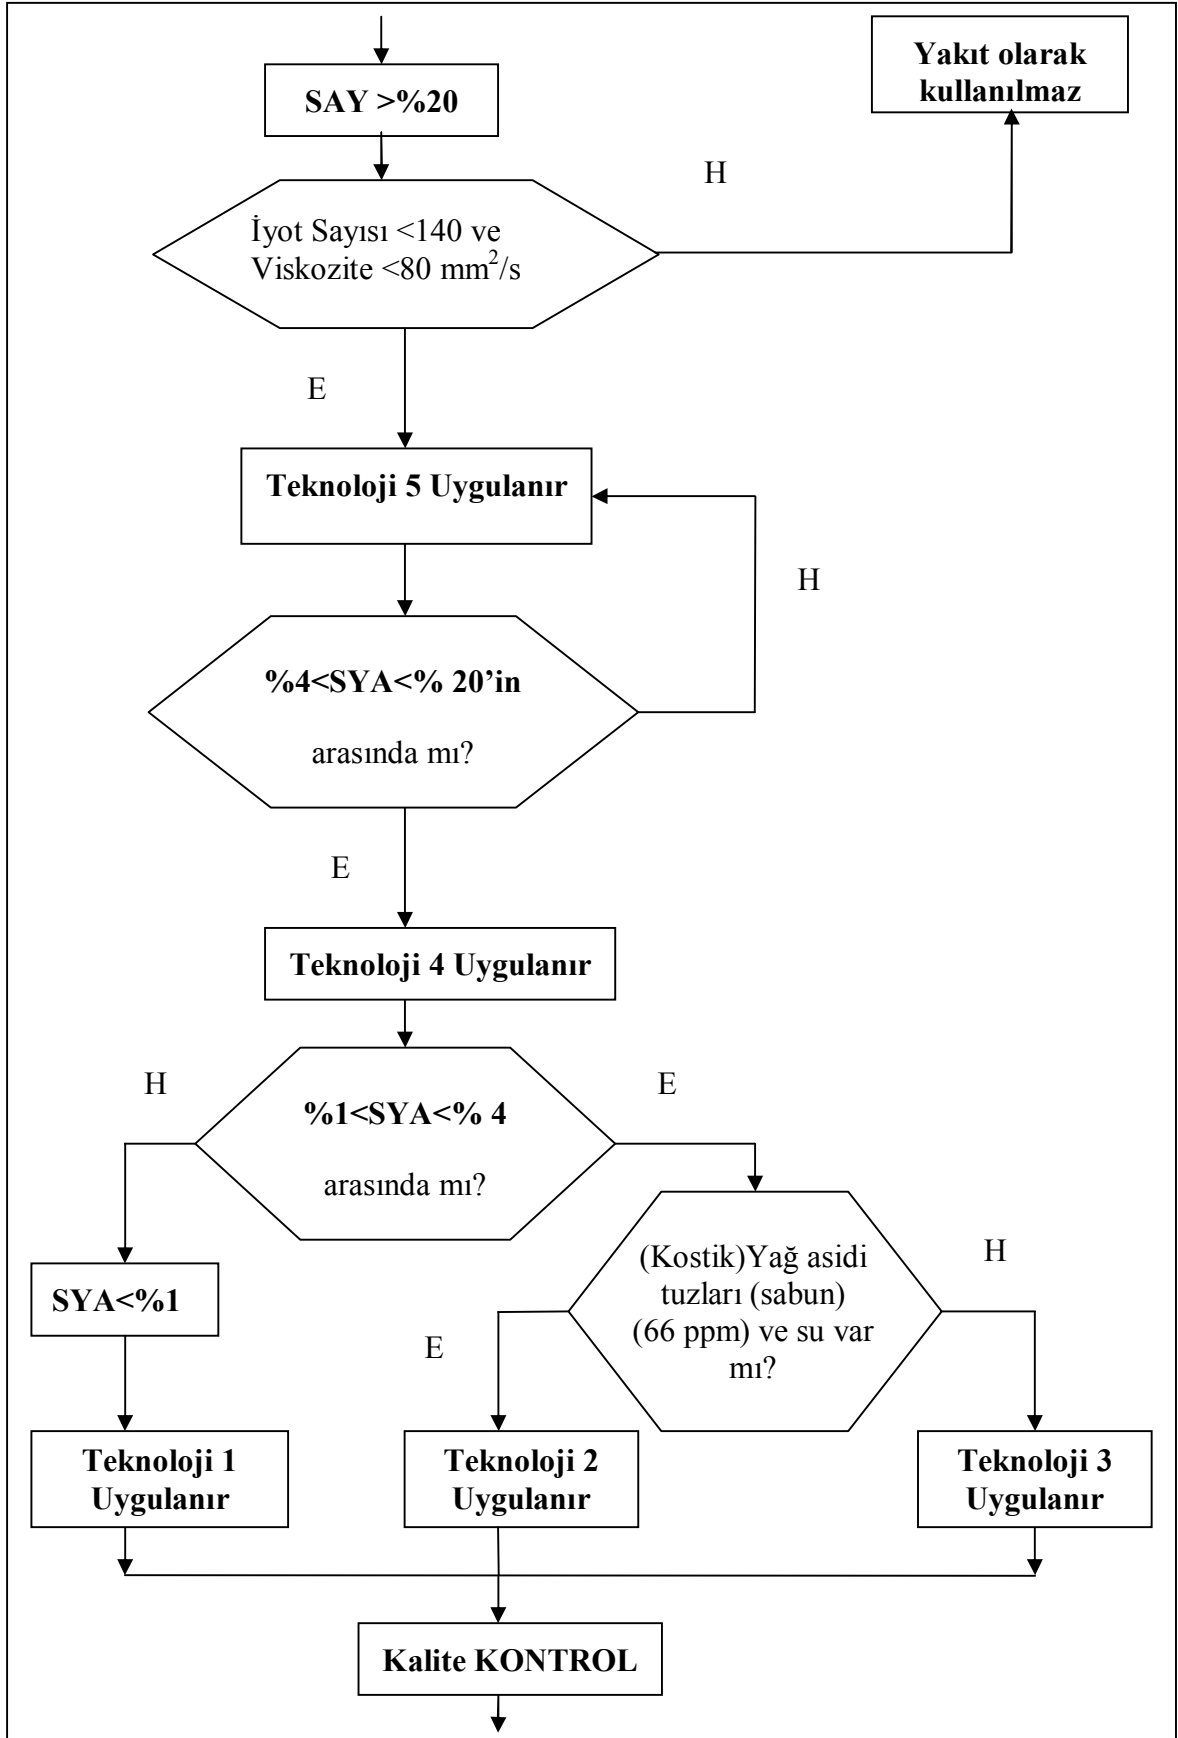 SAY >%20
Yakıt olarak
kullanılmaz
H
İyot Sayısı <140 ve
Viskozite <80 mm²/s
E
Teknoloji 5 Uygulanır
H
%4<SYA<% 20’in
arasında mı?
E
Teknoloji 4 Uygulanır
H
E
%1<SYA<% 4
arasında mı?
(Kostik)Yağ asidi
tuzları (sabun)
(66 ppm) ve su var
mı?
H
SYA<%1
E
Teknoloji 1
Uygulanır
Teknoloji 2
Uygulanır
Teknoloji 3
Uygulanır
Kalite KONTROL